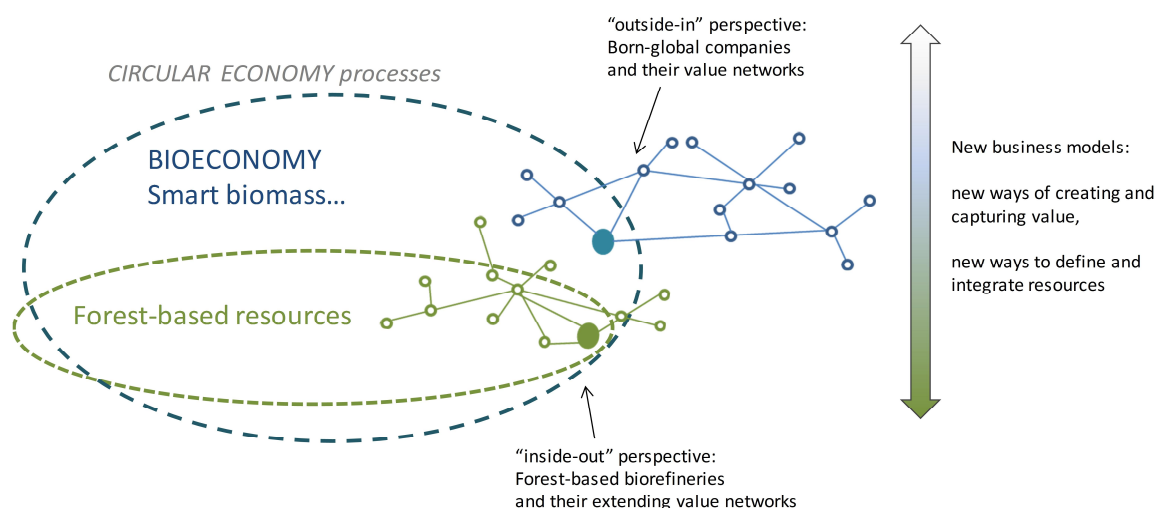 “outside-in” perspective:
Born-global companies
and their value networks
CIRCULAR ECONOMY processes
BIOECONOMY
Smart biomass...
New business models:
new ways of creating and
capturing value,
new ways to define and
integrate resources
Forest-based resources
“inside-out” perspective:
Forest-based biorefineries
and their extending value networks